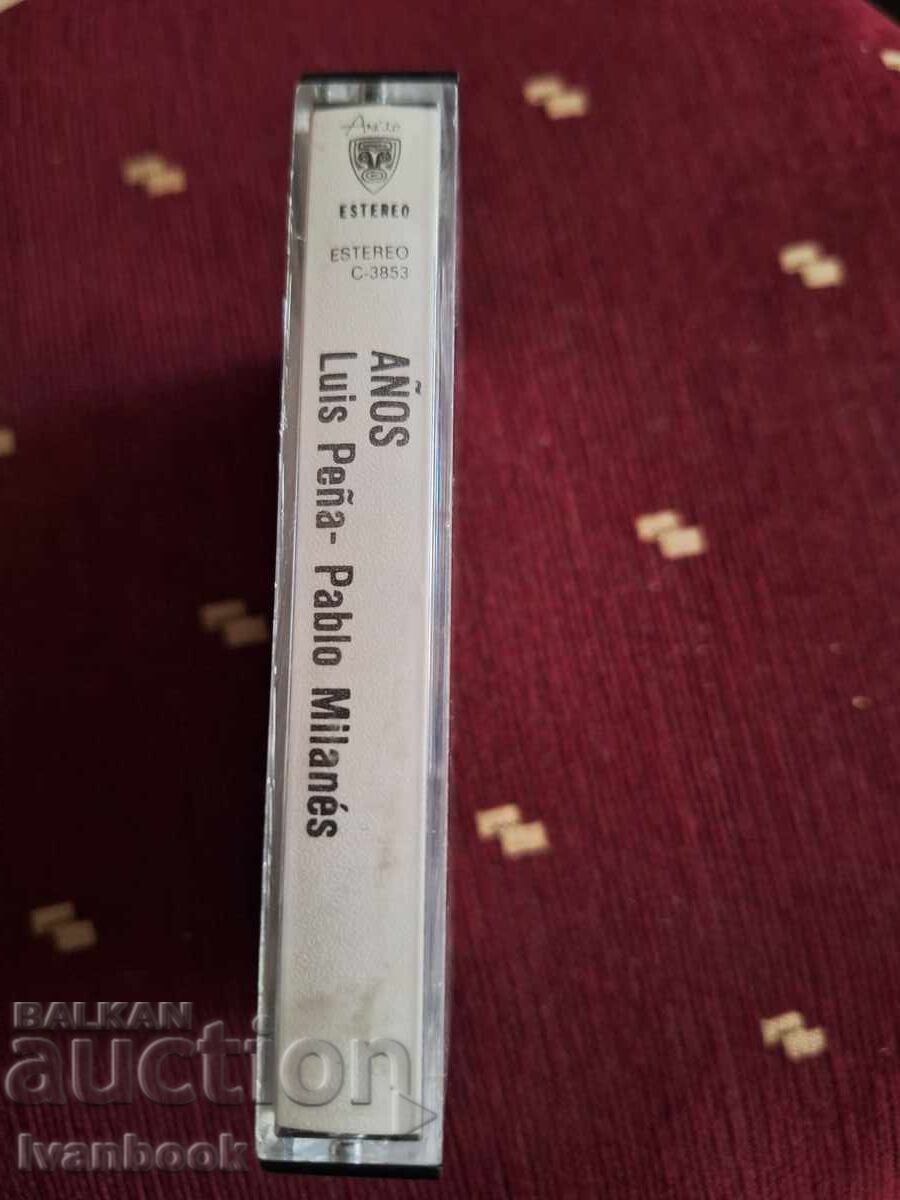 Areito
ESTEREO
ESTEREO
C-3853
AÑOS
Luis Peña- Pablo Milanés
BALKAN
auction
Ivanbook